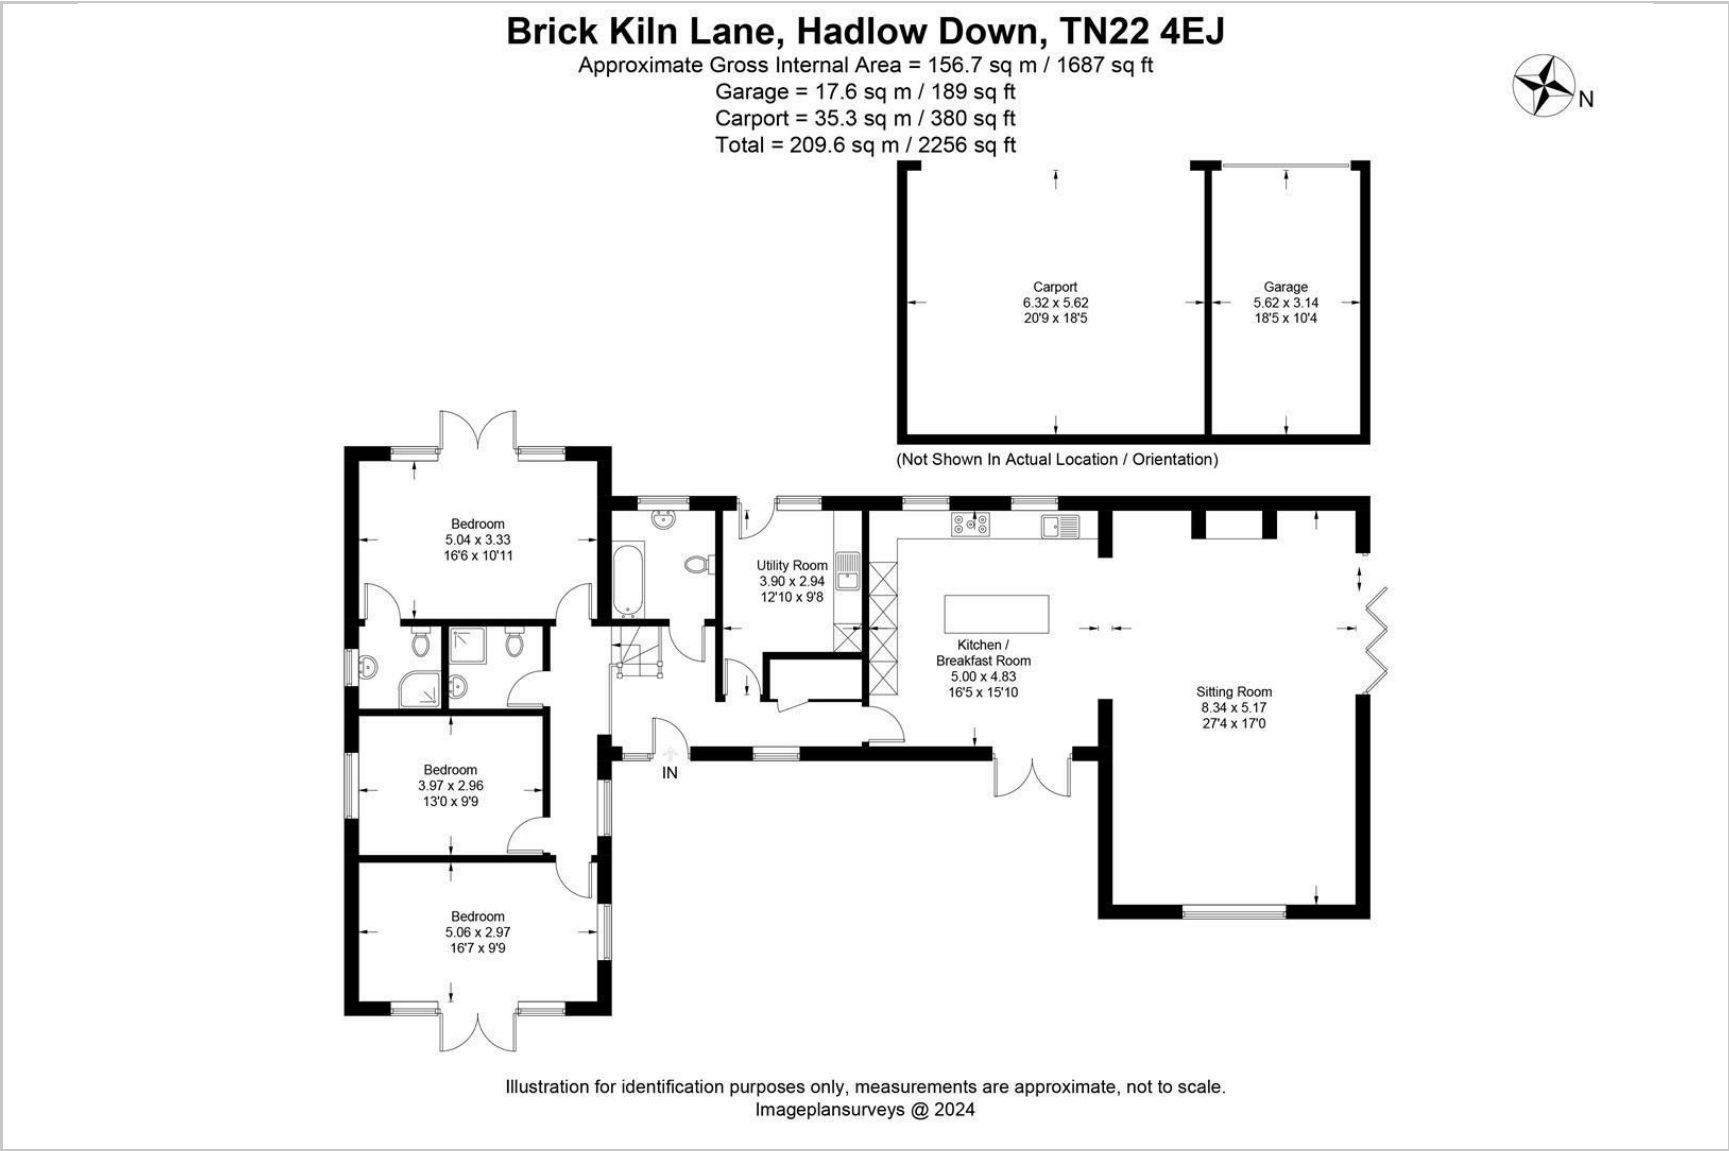 Brick Kiln Lane, Hadlow Down, TN22 4EJ
Approximate Gross Internal Area = 156.7 sq m / 1687 sq ft
Garage = 17.6 sq m / 189 sq ft
Carport = 35.3 sq m / 380 sq ft
Total = 209.6 sq m / 2256 sq ft
N
Carport
6.32 x 5.62
20'9 x 18'5
Garage
5.62 x 3.14
18'5 x 10'4
(Not Shown In Actual Location / Orientation)
Bedroom
5.04 x 3.33
16'6 x 10'11
Utility Room
3.90 x 2.94
12'10 x 9'8
Kitchen /
Breakfast Room
5.00 x 4.83
16'5 x 15'10
Sitting Room
8.34 x 5.17
27'4 x 17'0
IN
Bedroom
3.97 x 2.96
13'0 x 9'9
Bedroom
5.06 x 2.97
16'7 x 9'9
Illustration for identification purposes only, measurements are approximate, not to scale.
Imageplansurveys @ 2024